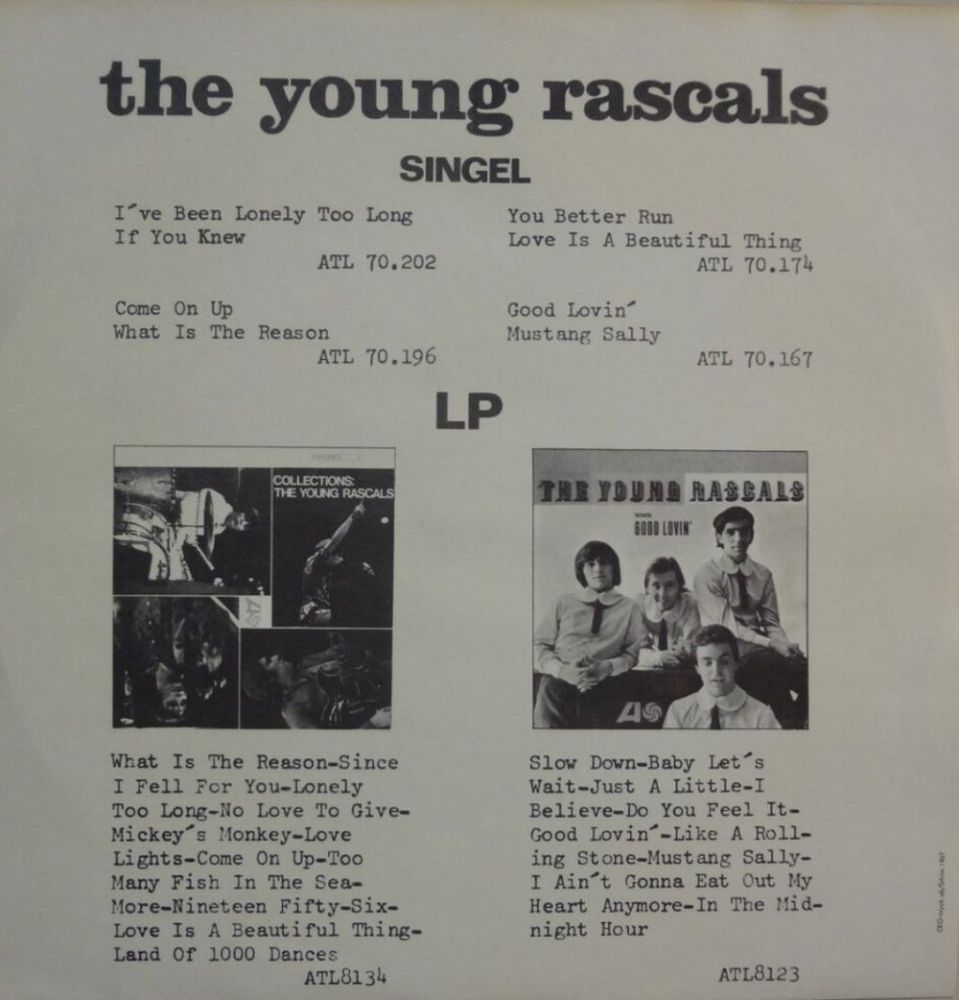 the young rascals
SINGEL
I´ve Been Lonely Too Long
If You Knew
ATL 70.202
You Better Run
Love Is A Beautiful Thing
ATL 70.174
Come On Up
What Is The Reason
ATL 70.196
Good Lovin´
Mustang Sally
ATL 70.167
LP
COLLECTIONS:
THE YOUNG RASCALS
THE YOUNG RASCALS
GOOD LOVIN'
What Is The Reason-Since
I Fell For You-Lonely
Too Long-No Love To Give-
Mickey´s Monkey-Love
Lights-Come On Up-Too
Many Fish In The Sea-
More-Nineteen Fifty-Six-
Love Is A Beautiful Thing-
Land Of 1000 Dances
ATL8134
Slow Down-Baby Let´s
Wait-Just A Little-I
Believe-Do You Feel It-
Good Lovin´-Like A Roll-
ing Stone-Mustang Sally-
I Ain´t Gonna Eat Out My
Heart Anymore-In The Mid-
night Hour
ATL8123